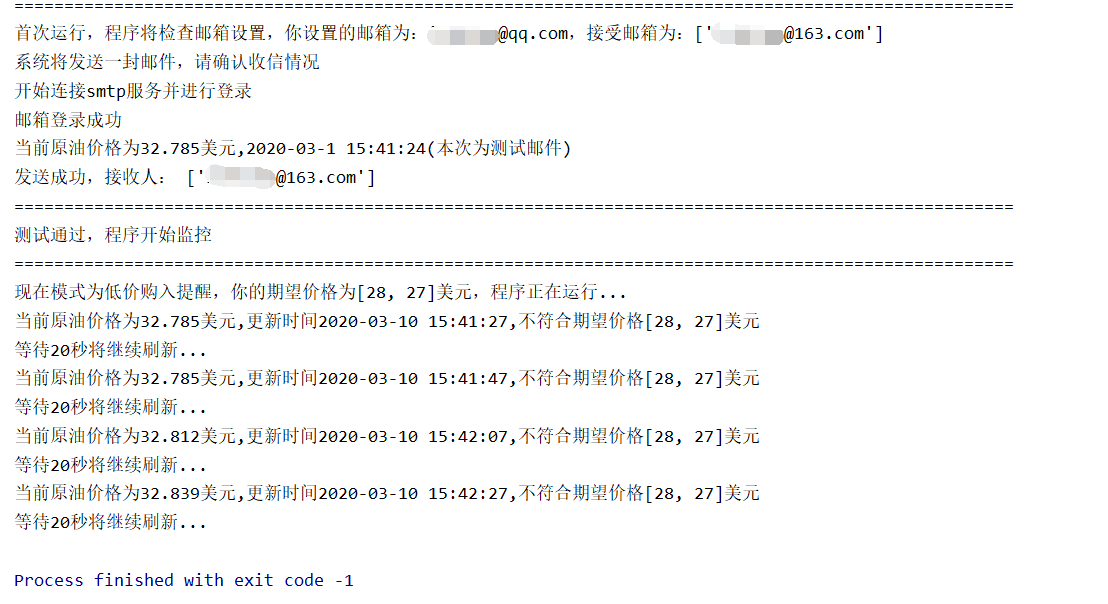 ===============================================================================================
首次运行，程序将检查邮箱设置，你设置的邮箱为：@qq.com，接受邮箱为：['@163.com']
系统将发送一封邮件，请确认收信情况
开始连接smtp服务并进行登录
邮箱登录成功
当前原油价格为32.785美元,2020-03-1 15:41:24(本次为测试邮件)
发送成功，接收人： ['@163.com']
===============================================================================================
测试通过，程序开始监控
===============================================================================================
现在模式为低价购入提醒，你的期望价格为[28, 27]美元，程序正在运行...
当前原油价格为32.785美元,更新时间2020-03-10 15:41:27,不符合期望价格[28, 27]美元
等待20秒将继续刷新...
当前原油价格为32.785美元,更新时间2020-03-10 15:41:47,不符合期望价格[28, 27]美元
等待20秒将继续刷新...
当前原油价格为32.812美元,更新时间2020-03-10 15:42:07,不符合期望价格[28, 27]美元
等待20秒将继续刷新...
当前原油价格为32.839美元,更新时间2020-03-10 15:42:27,不符合期望价格[28, 27]美元
等待20秒将继续刷新...
Process finished with exit code -1